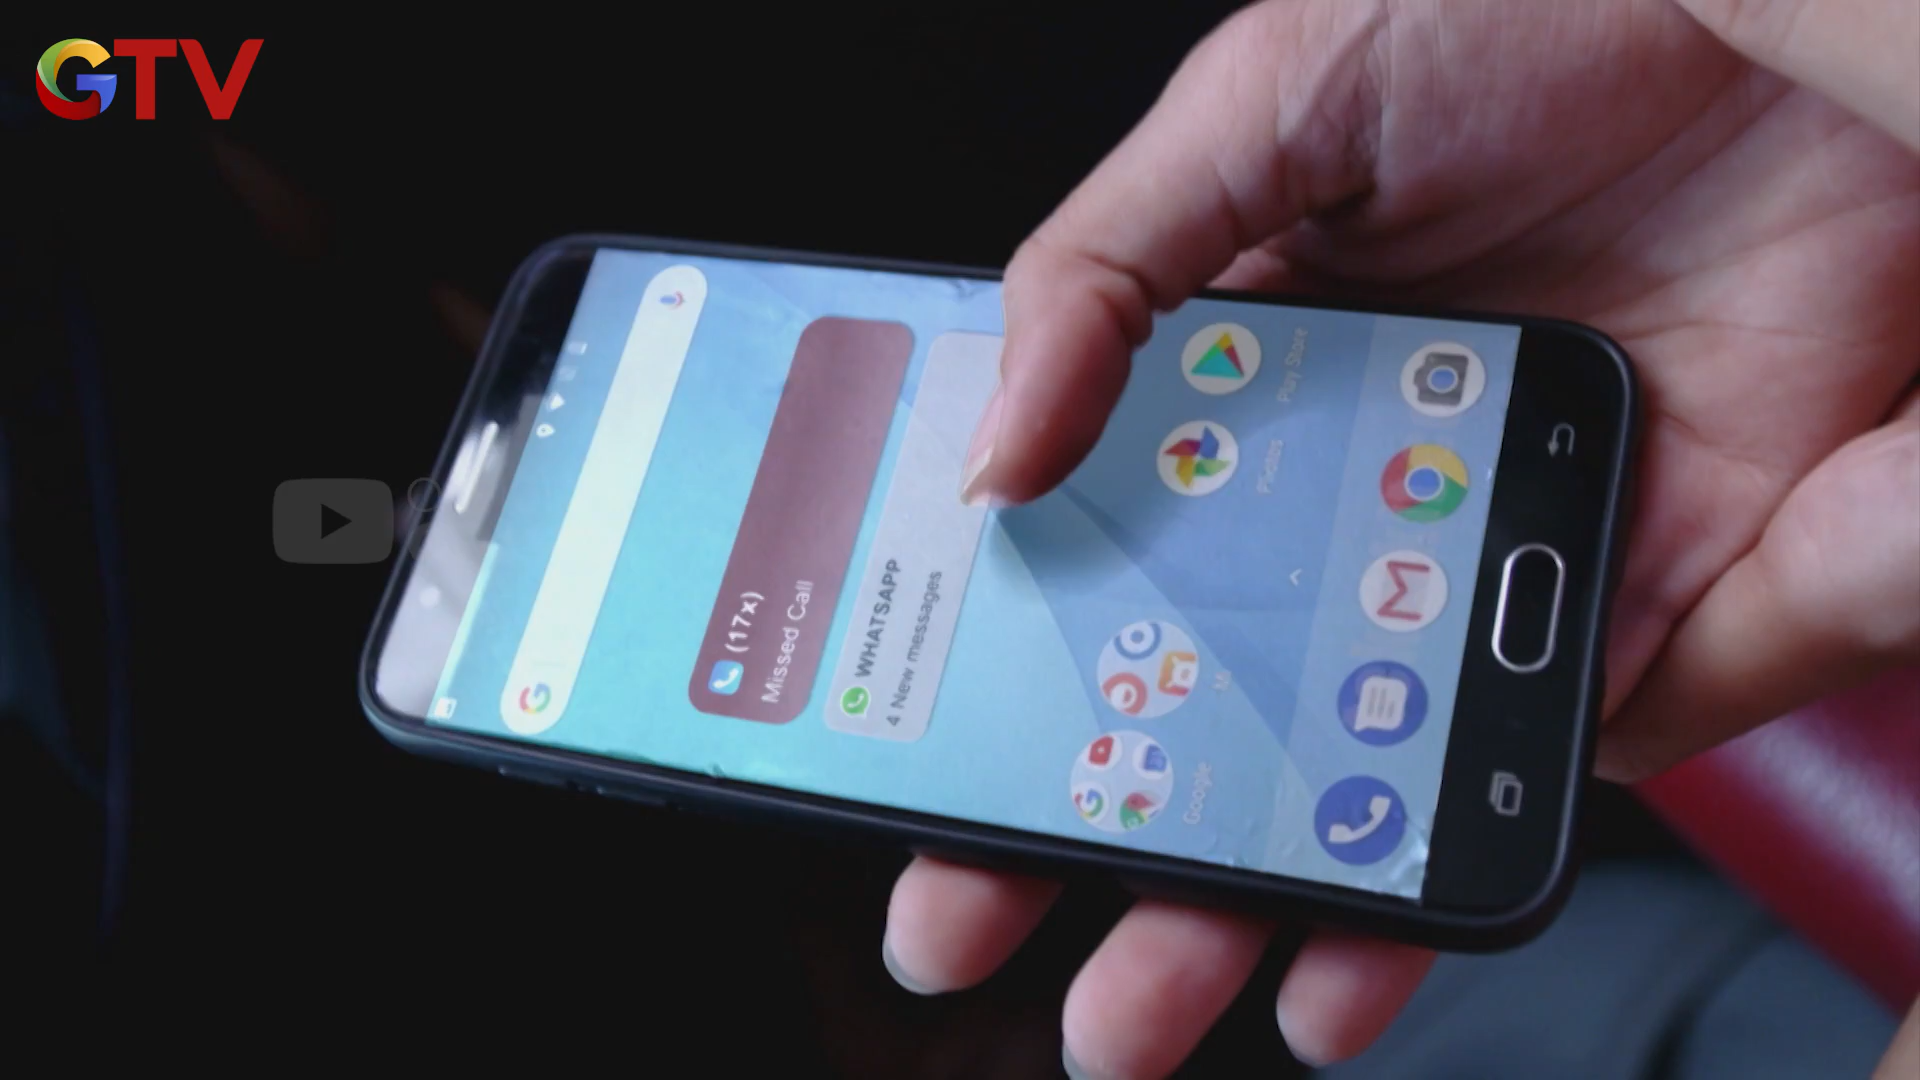 GTV
(17x)
Missed Call
WHATSAPP
4 New messages
Play Store
Photos
M
Google